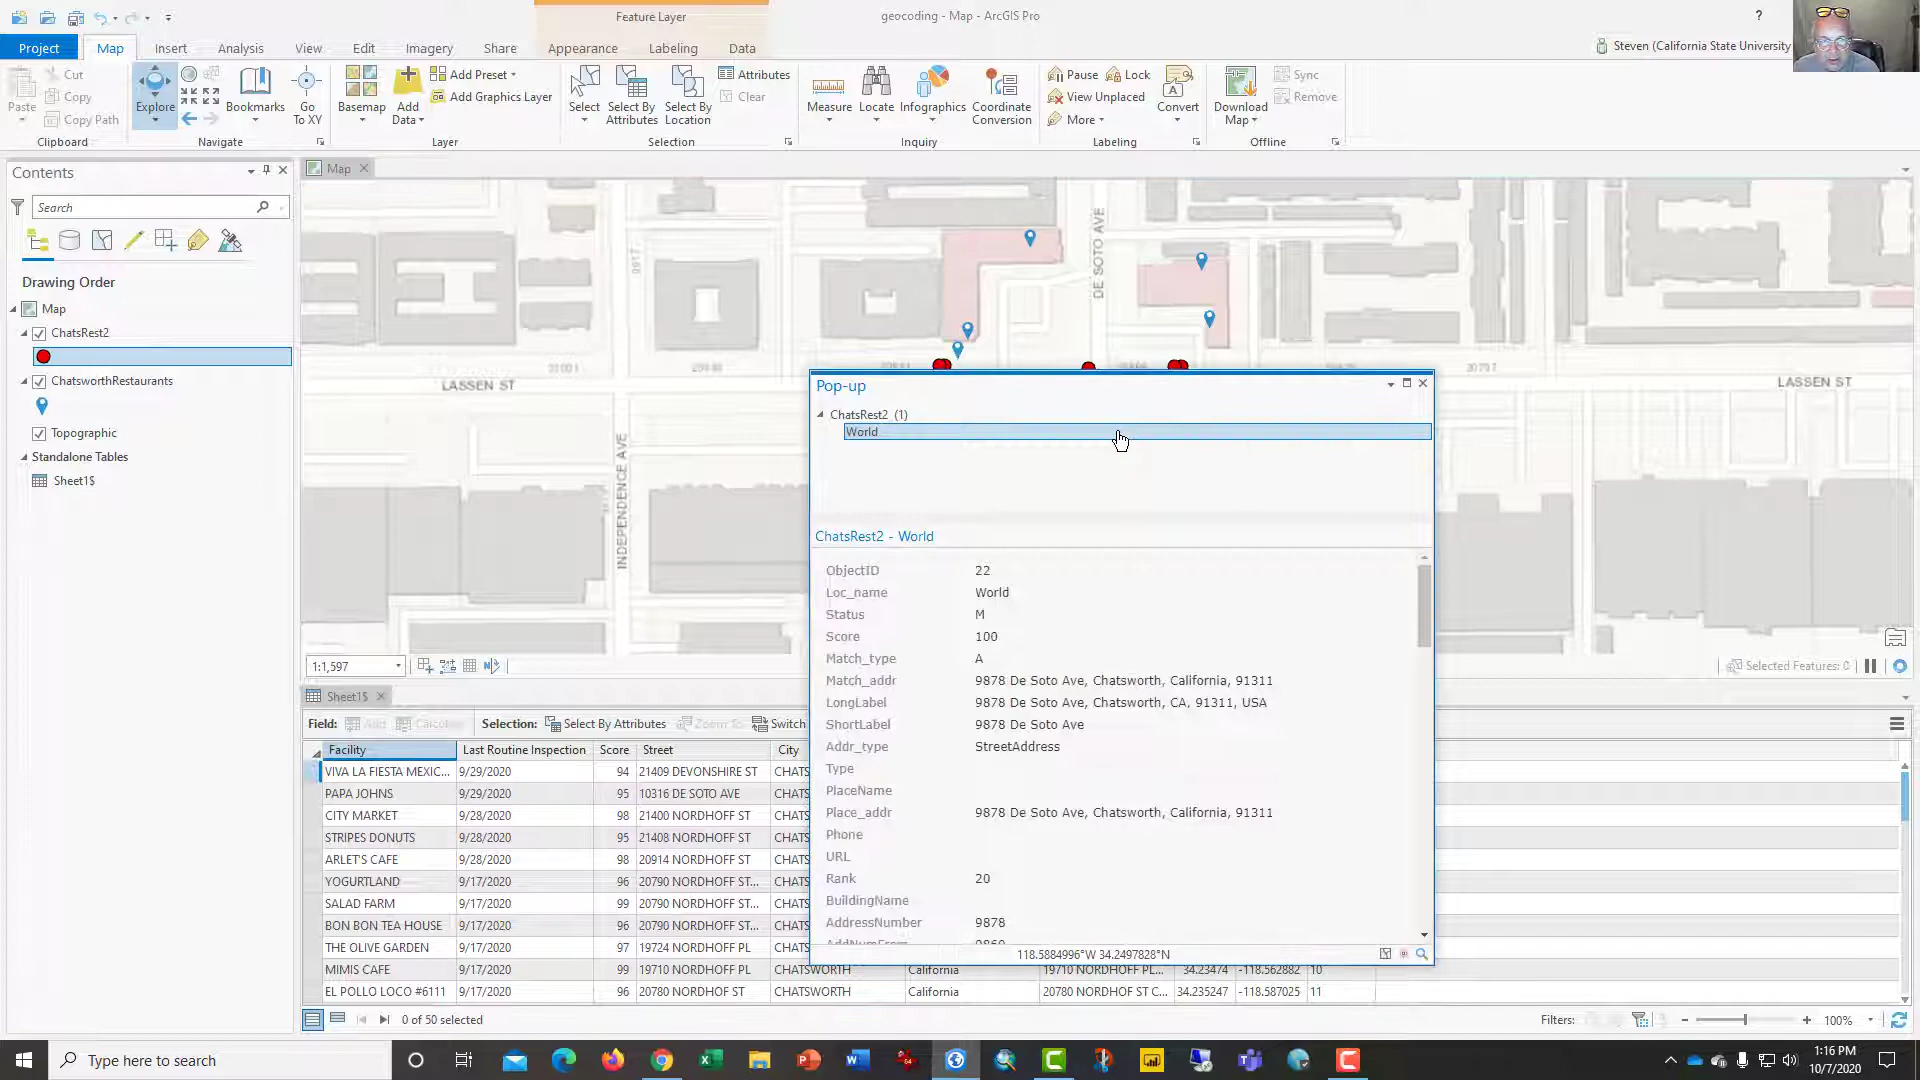 Feature Layer
geocoding - Map - ArcGIS Pro
?
Project
Map
Insert
Analysis
View
Edit
Imagery
Share
Appearance
Labeling
Data
Steven (California State University
Paste
Cut
Copy
Copy Path
Clipboard
Explore
Bookmarks
Go To XY
Navigate
Basemap
Add Data
Add Preset
Add Graphics Layer
Layer
Select
Select By Attributes
Select By Location
Attributes
Clear
Selection
Measure
Locate
Infographics
Coordinate Conversion
Inquiry
Pause
Lock
View Unplaced
More
Convert
Labeling
Download Map
Sync
Remove
Offline
Contents
Search
Drawing Order
Map
ChatsRest2
ChatsworthRestaurants
Topographic
Standalone Tables
Sheet1$
Map
DE SOTO AVE
LASSEN ST
LASSEN ST
INDEPENDENCE AVE
Pop-up
ChatsRest2 (1)
World
ChatsRest2 - World
ObjectID 22
Loc_name World
Status M
Score 100
Match_type A
Match_addr 9878 De Soto Ave, Chatsworth, California, 91311
LongLabel 9878 De Soto Ave, Chatsworth, CA, 91311, USA
ShortLabel 9878 De Soto Ave
Addr_type StreetAddress
Type
PlaceName
Place_addr 9878 De Soto Ave, Chatsworth, California, 91311
Phone
URL
Rank 20
BuildingName
AddressNumber 9878
118.5884996°W 34.2497828°N
1:1,597
Selected Features: 0
Sheet1$
Field: Add
Selection: Select By Attributes Zoom To Switch
Facility Last Routine Inspection Score Street City
VIVA LA FIESTA MEXIC... 9/29/2020 94 21409 DEVONSHIRE ST CHATS
PAPA JOHNS 9/29/2020 95 10316 DE SOTO AVE CHATS
CITY MARKET 9/28/2020 98 21400 NORDHOFF ST CHATS
STRIPES DONUTS 9/28/2020 95 21408 NORDHOFF ST CHATS
ARLET'S CAFE 9/28/2020 98 20914 NORDHOFF ST CHATS
YOGURTLAND 9/17/2020 96 20790 NORDHOFF ST... CHATS
SALAD FARM 9/17/2020 99 20790 NORDHOFF ST... CHATS
BON BON TEA HOUSE 9/17/2020 96 20790 NORDHOFF ST... CHATS
THE OLIVE GARDEN 9/17/2020 97 19724 NORDHOFF PL CHATS
MIMIS CAFE 9/17/2020 99 19710 NORDHOFF PL CHATSWORTH California 19710 NORDHOFF PL... 34.23474 -118.562882 10
EL POLLO LOCO #6111 9/17/2020 96 20780 NORDHOF ST CHATSWORTH California 20780 NORDHOF ST C... 34.235247 -118.587025 11
0 of 50 selected
Filters:
100%
Type here to search
1:16 PM
10/7/2020